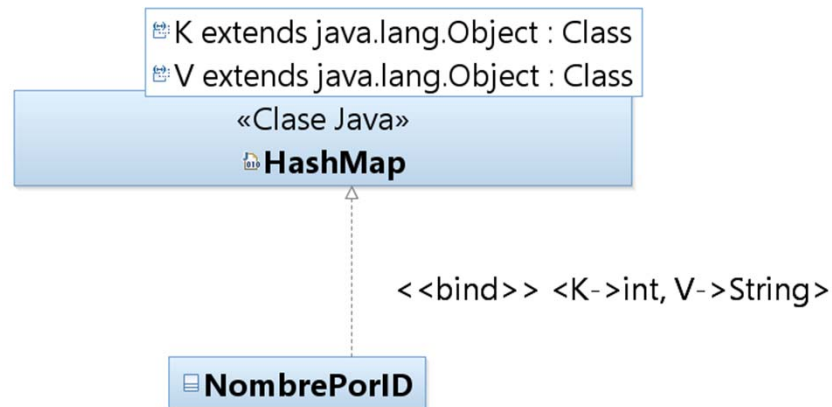 K extends java.lang.Object : Class
V extends java.lang.Object : Class
«Clase Java»
HashMap
<<bind>> <K->int, V->String>
NombrePorID